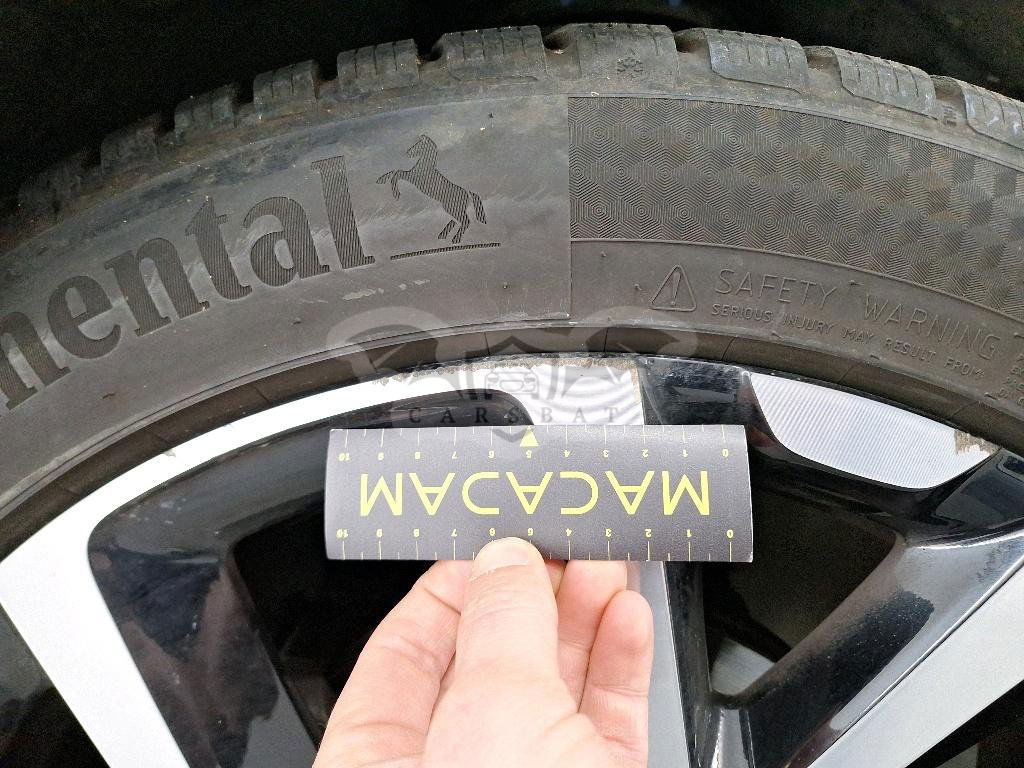 nental
SAFETY WARNING
SERIOUS INJURY MAY RESULT FROM
CARSBAT
10 9 8 7 6 5 4 3 2 1 0
MACADAM
10 9 8 7 6 5 4 3 2 1 0